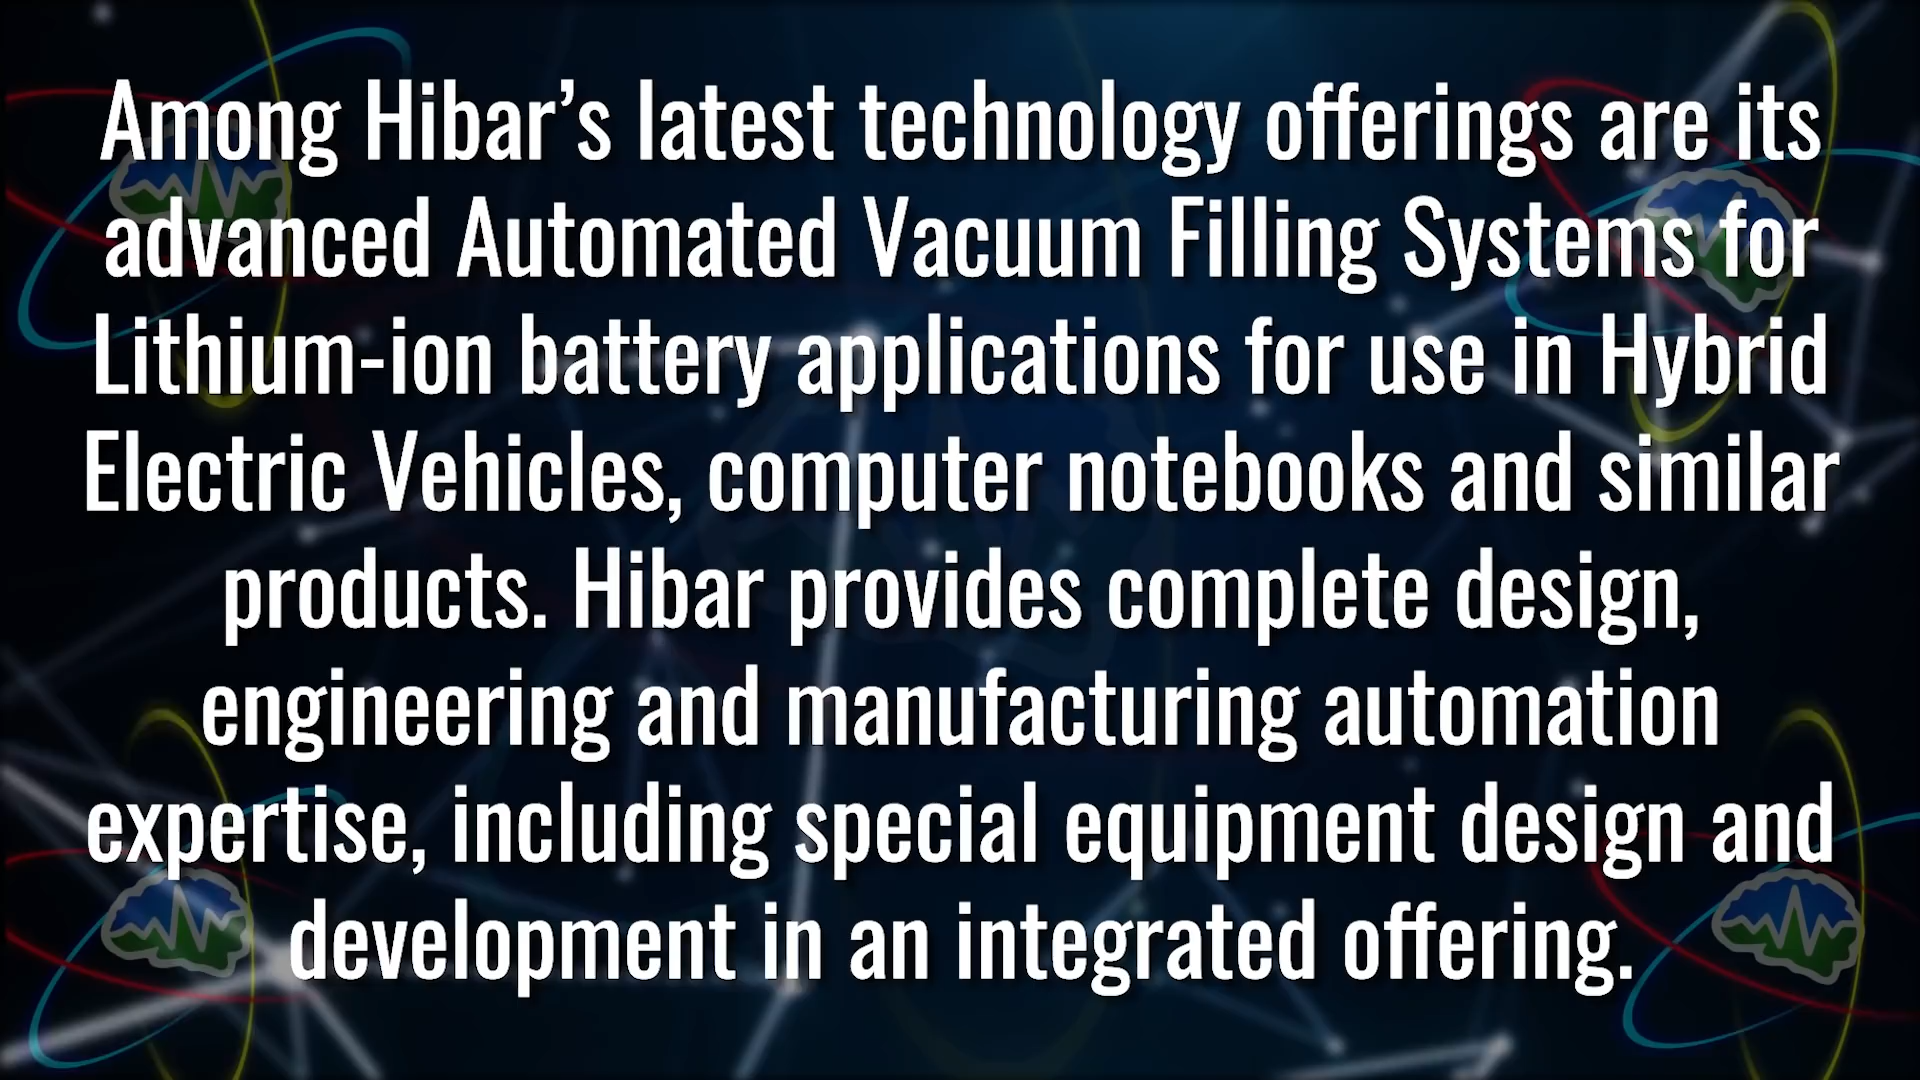 Among Hibar’s latest technology offerings are its
advanced Automated Vacuum Filling Systems for
Lithium-ion battery applications for use in Hybrid
Electric Vehicles, computer notebooks and similar
products. Hibar provides complete design,
engineering and manufacturing automation
expertise, including special equipment design and
development in an integrated offering.